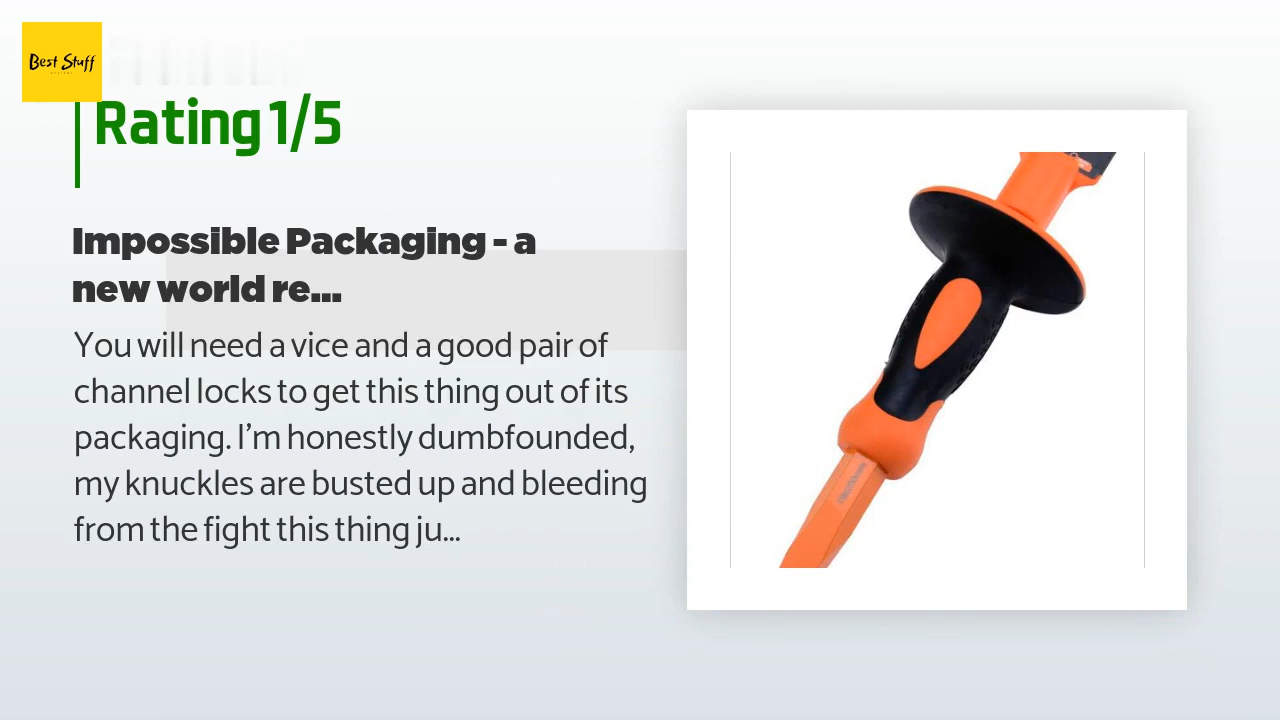 Best Stuff
Rating 1/5
Impossible Packaging - a
new world re...
You will need a vice and a good pair of
channel locks to get this thing out of its
packaging. I'm honestly dumbfounded,
my knuckles are busted up and bleeding
from the fight this thing ju...